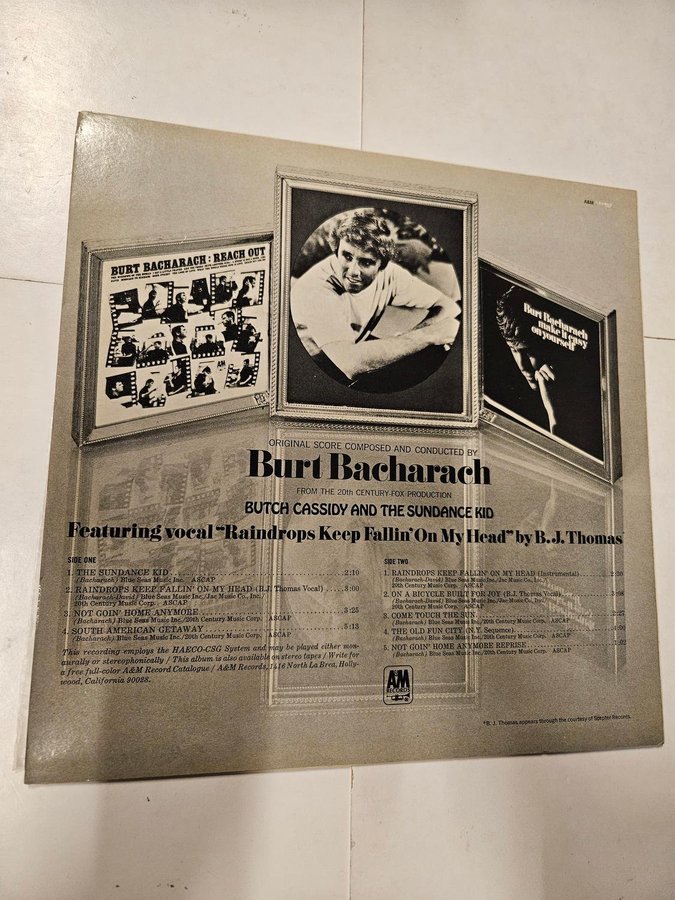 A&M
BURT BACHARACH : REACH OUT
A&M
Burt Bacharach
make it easy
on yourself
ORIGINAL SCORE COMPOSED AND CONDUCTED BY
Burt Bacharach
FROM THE 20th CENTURY-FOX PRODUCTION
BUTCH CASSIDY AND THE SUNDANCE KID
Featuring vocal “Raindrops Keep Fallin’ On My Head” by B.J. Thomas*
SIDE ONE
1. THE SUNDANCE KID 2:10
(Bacharach) Blue Seas Music Inc. ASCAP
2. RAINDROPS KEEP FALLIN' ON MY HEAD (B.J. Thomas Vocal) 3:00
(Bacharach-David) Blue Seas Music Inc./Jac Music Co., Inc./
20th Century Music Corp. ASCAP
3. NOT GOIN' HOME ANYMORE 3:25
(Bacharach) Blue Seas Music Inc./20th Century Music Corp. ASCAP
4. SOUTH AMERICAN GETAWAY 5:13
(Bacharach) Blue Seas Music Inc./20th Century Music Corp. ASCAP
This recording employs the HAECO-CSG System and may be played either mon-
aurally or stereophonically / This album is also available on stereo tapes / Write for
a free full-color A&M Record Catalogue / A&M Records, 1416 North La Brea, Holly-
wood, California 90028.
SIDE TWO
1. RAINDROPS KEEP FALLIN' ON MY HEAD (Instrumental)
(Bacharach-David) Blue Seas Music Inc./Jac Music Co., Inc./
20th Century Music Corp. ASCAP
2. ON A BICYCLE BUILT FOR JOY (B.J. Thomas Vocal)
(Bacharach-David) Blue Seas Music Inc./Jac Music Co., Inc./
20th Century Music Corp. ASCAP
3. COME TOUCH THE SUN
(Bacharach) Blue Seas Music Inc./20th Century Music Corp. ASCAP
4. THE OLD FUN CITY (N.Y. Sequence)
(Bacharach) Blue Seas Music Inc./20th Century Music Corp. ASCAP
5. NOT GOIN' HOME ANYMORE REPRISE
(Bacharach) Blue Seas Music Inc./20th Century Music Corp. ASCAP
A&M
RECORDS
*B. J. Thomas appears through the courtesy of Scepter Records.